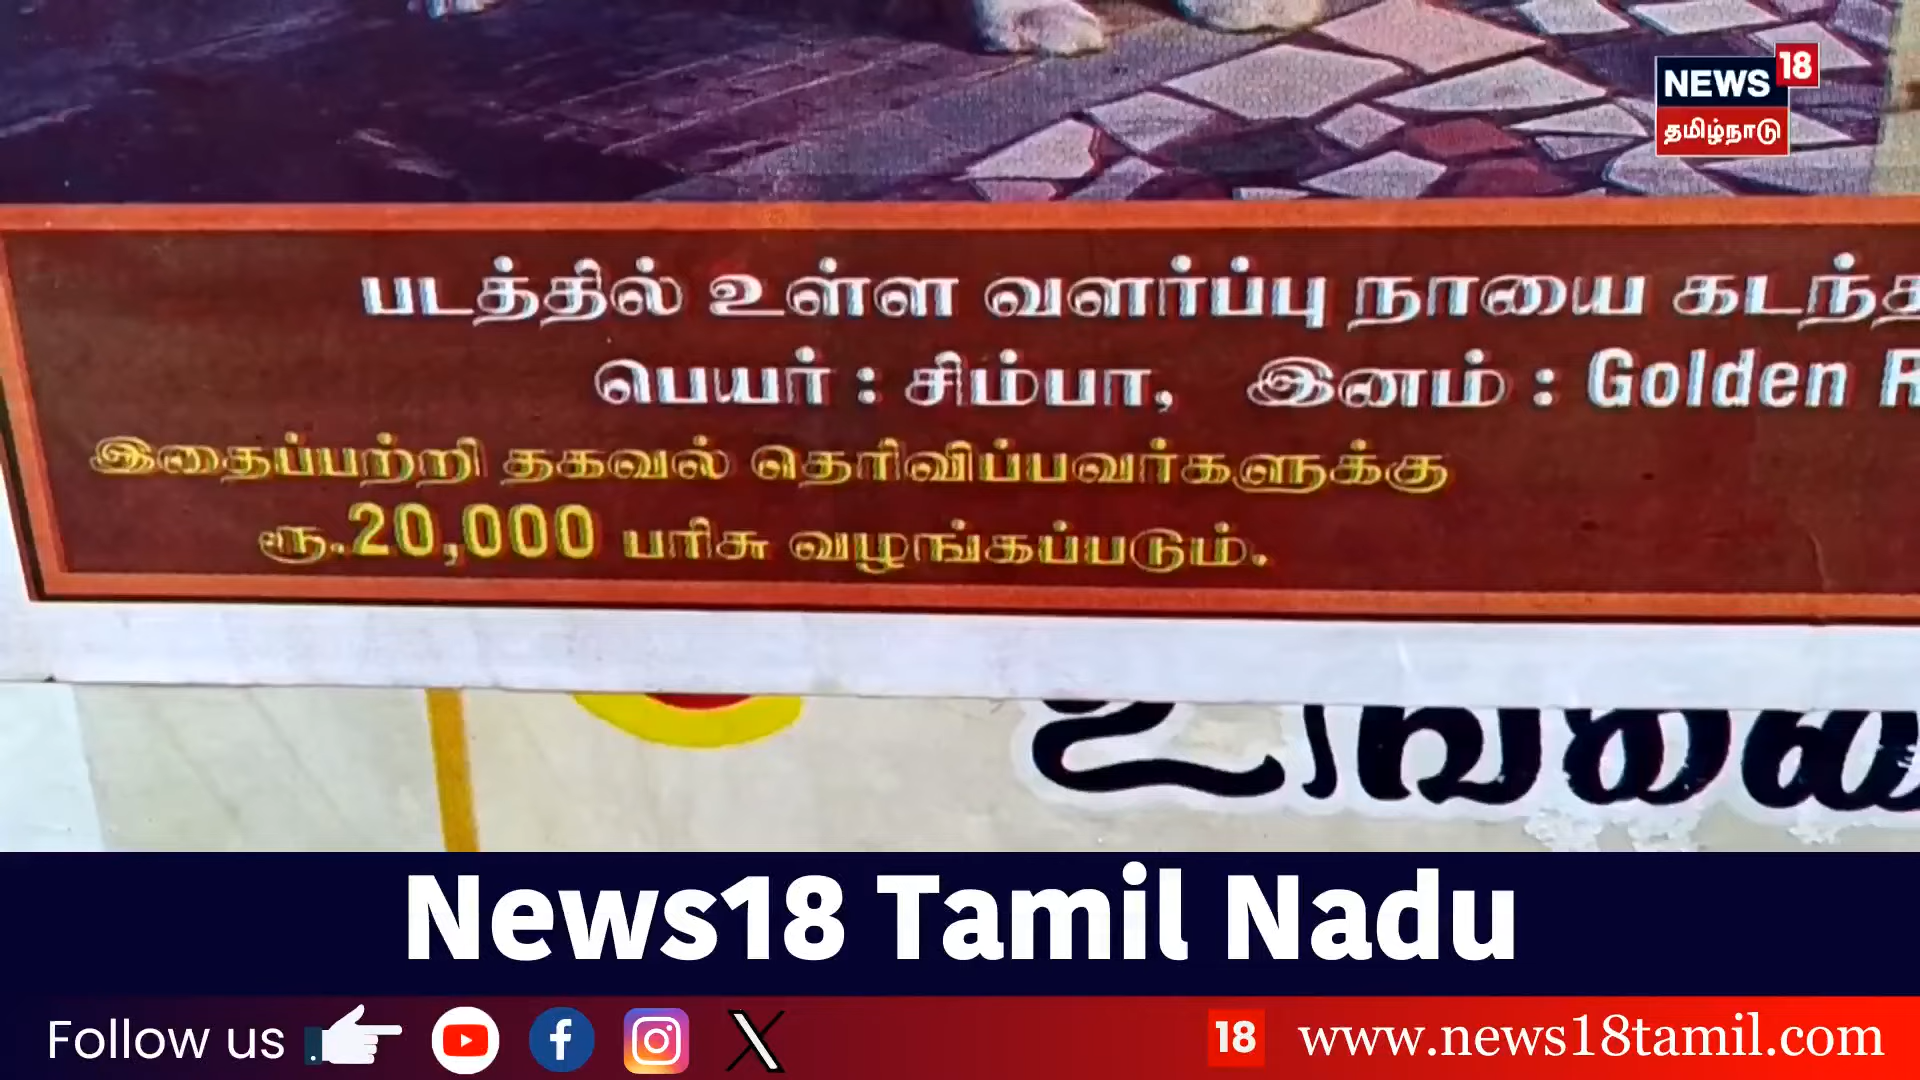 NEWS 18
தமிழ்நாடு
படத்தில் உள்ள வளர்ப்பு நாயை
பெயர் : சிம்பா, இனம் : Golden
இதைப்பற்றி தகவல் தெரிவிப்பவர்களுக்கு
ரூ.20,000 பரிசு வழங்கப்படும்.
News18 Tamil Nadu
Follow us
18 www.news18tamil.com